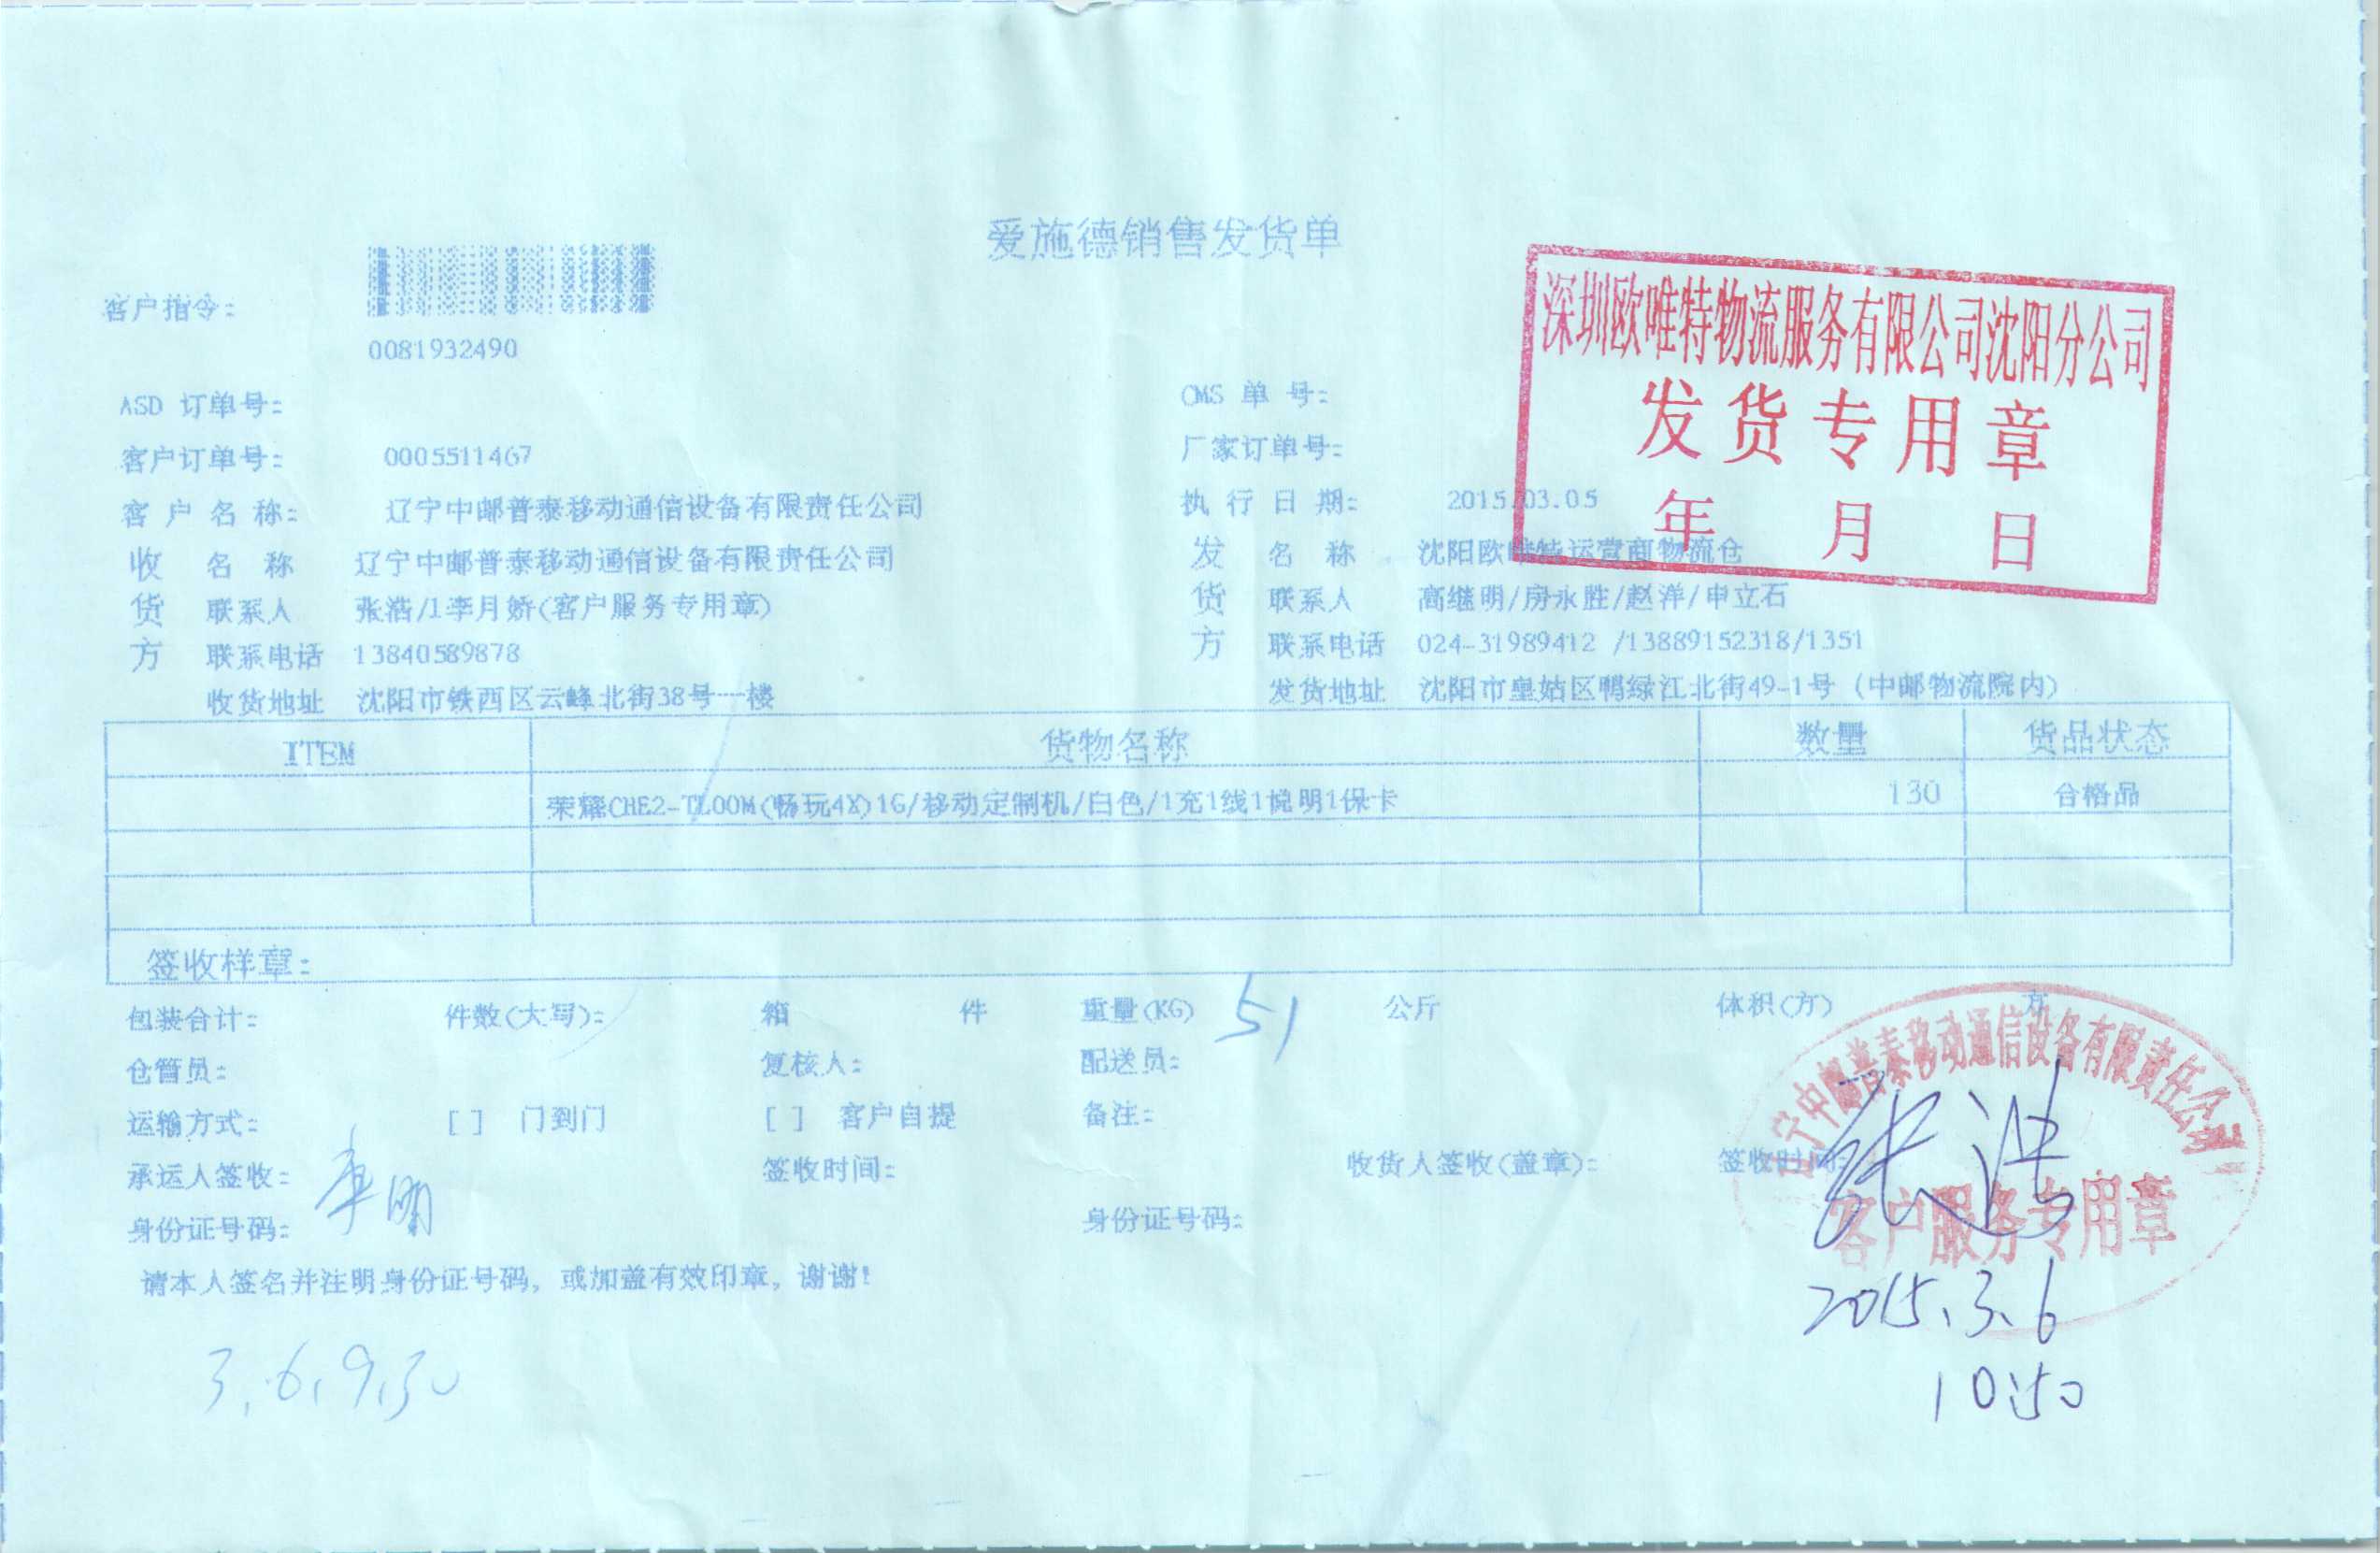 爱施德销售发货单
客户指令:
0081932490
深圳欧唯特物流服务有限公司沈阳分公司
发货专用章
年 月 日
ASD 订单号:
CMS 单 号:
客户订单号: 0005511467
厂家订单号:
客 户 名 称: 辽宁中邮普泰移动通信设备有限责任公司
执 行 日 期: 2015.03.05
收 名 称 辽宁中邮普泰移动通信设备有限责任公司
发 名 称 沈阳欧唯特运营商物流仓
货 联系人 张浩/1李月娇(客户服务专用章)
货 联系人 高继明/房永胜/赵洋/申立石
方 联系电话 13840589878
方 联系电话 024-31989412 /13889152318/1351
收货地址 沈阳市铁西区云峰北街38号一楼
发货地址 沈阳市皇姑区鸭绿江北街49-1号 (中邮物流院内)
ITEM 货物名称 数量 货品状态
荣耀CHE2-TL00M(畅玩4X)1G/移动定制机/白色/1充1线1说明1保卡 130 合格品
签收样章:
包装合计: 件数(大写): 箱 件 重量(KG) 51 公斤 体积(方) 方
仓管员: 复核人: 配送员:
运输方式: [ ] 门到门 [ ] 客户自提 备注:
承运人签收: 签收时间: 收货人签收(盖章): 签收时间:
身份证号码: 身份证号码:
请本人签名并注明身份证号码, 或加盖有效印章, 谢谢!
辽宁中邮普泰移动通信设备有限责任公司
张浩
客户服务专用章
2015.3.6
10:50
3.6.9.30